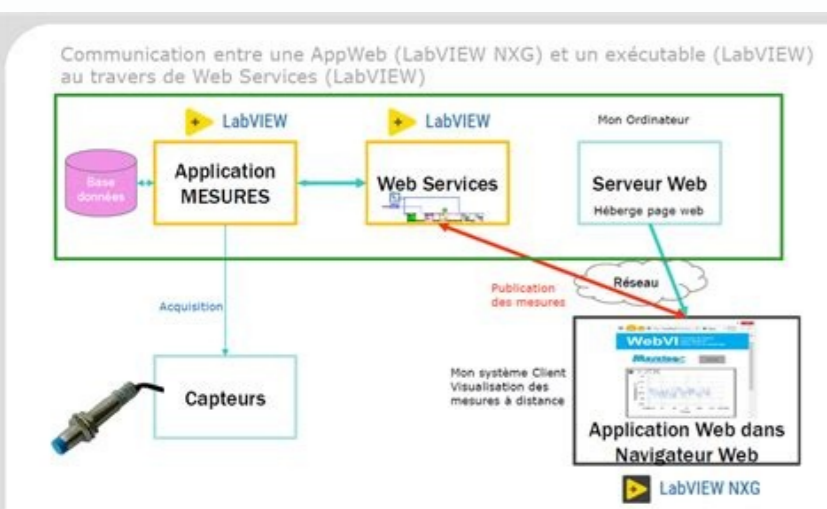 Communication entre une AppWeb (LabVIEW NXG) et un exécutable (LabVIEW)
au travers de Web Services (LabVIEW)
LabVIEW
LabVIEW
Mon Ordinateur
Base
données
Application
MESURES
Web Services
Serveur Web
Héberge page web
Réseau
Publication
des mesures
Acquisition
WebVI
Mon système Client
Visualisation des
mesures à distance
Capteurs
Application Web dans
Navigateur Web
LabVIEW NXG